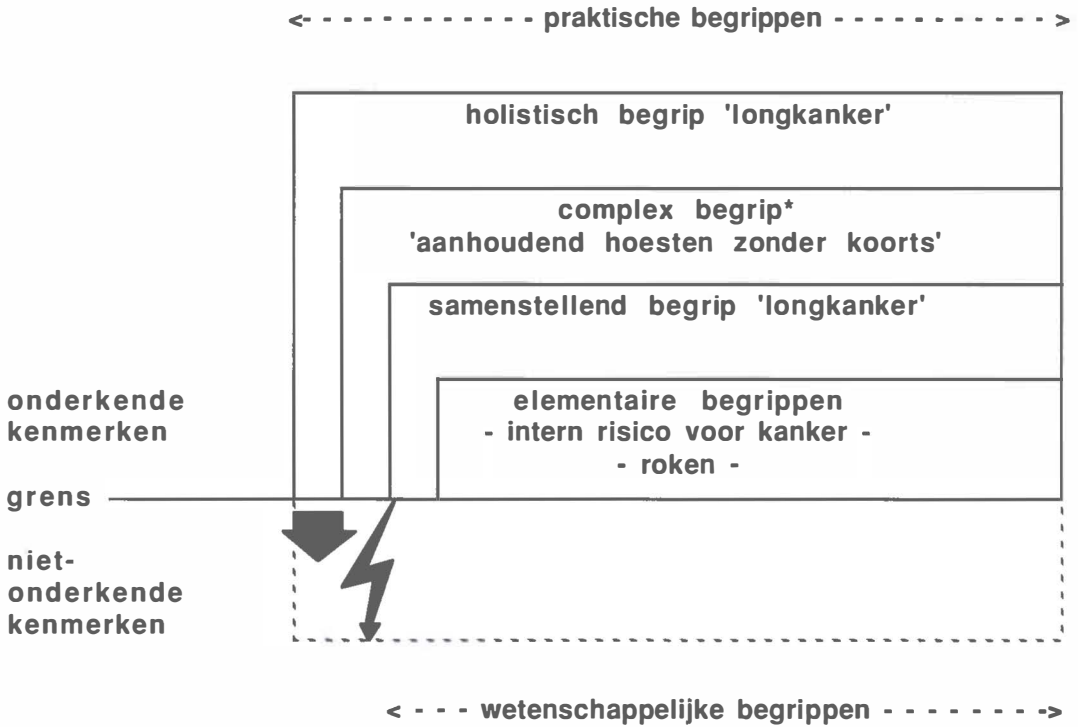 <- - - - - - - - - - - - praktische begrippen - - - - - - - - - - - ->
holistisch begrip 'longkanker'
complex begrip*
'aanhoudend hoesten zonder koorts'
samenstellend begrip 'longkanker'
elementaire begrippen
- intern risico voor kanker -
- roken -
onderkende
kenmerken
grens
niet-
onderkende
kenmerken
< - - - wetenschappelijke begrippen - - - - - - - ->